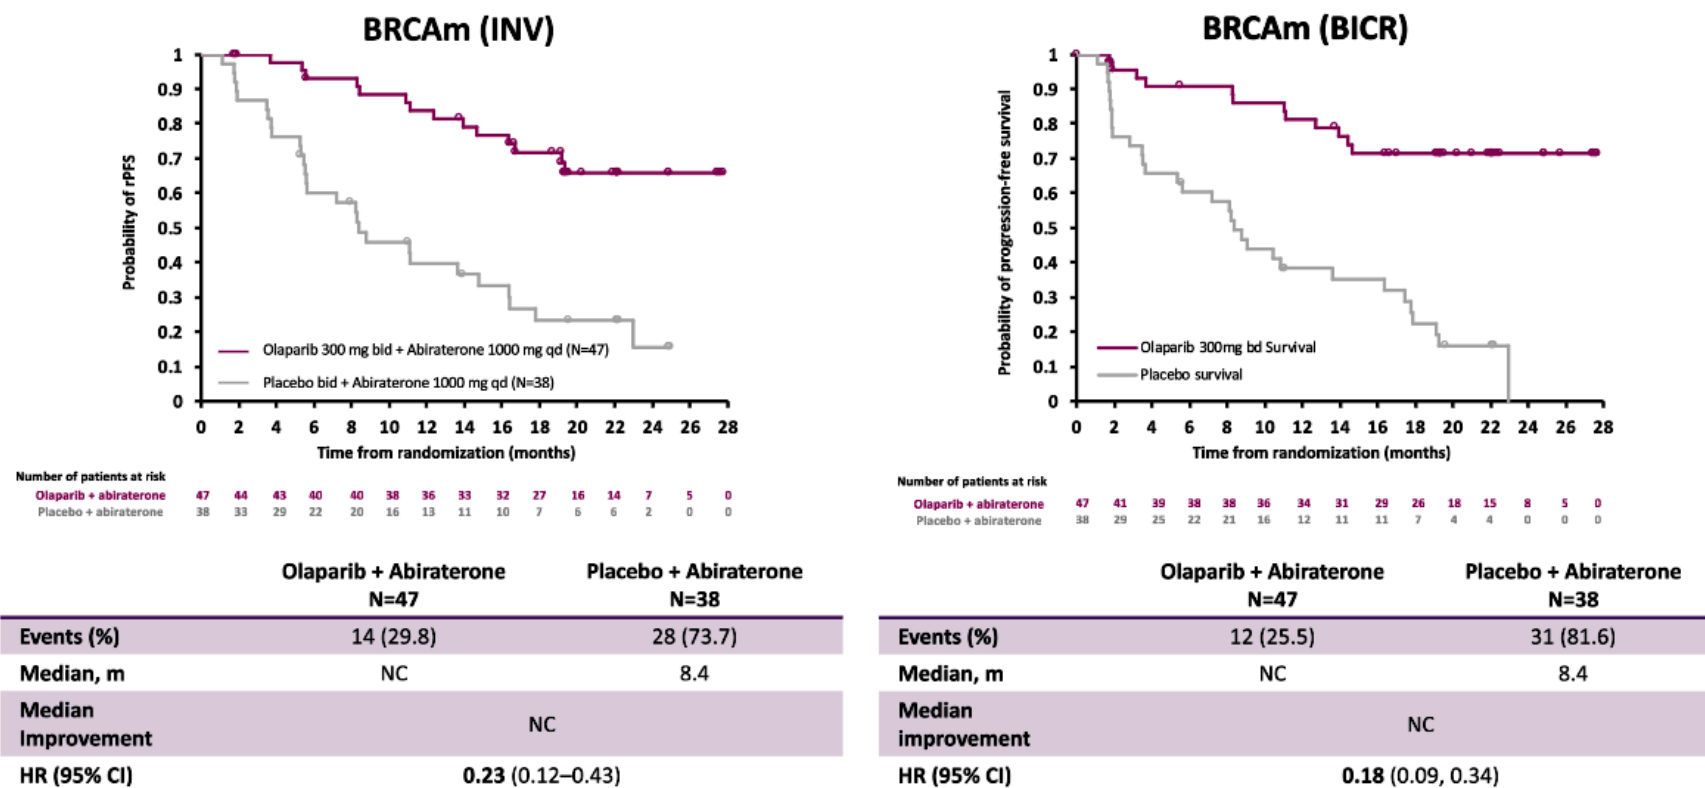 BRCAm (INV)
Probability of rPFS
1
0.9
0.8
0.7
0.6
0.5
0.4
0.3
0.2
0.1
0
Olaparib 300 mg bid + Abiraterone 1000 mg qd (N=47)
Placebo bid + Abiraterone 1000 mg qd (N=38)
0 2 4 6 8 10 12 14 16 18 20 22 24 26 28
Time from randomization (months)
Number of patients at risk
Olaparib + abiraterone 47 44 43 40 40 38 36 33 32 27 16 14 7 5 0
Placebo + abiraterone 38 33 29 22 20 16 13 11 10 7 6 6 2 0 0
Olaparib + Abiraterone Placebo + Abiraterone
N=47 N=38
Events (%) 14 (29.8) 28 (73.7)
Median, m NC 8.4
Median
Improvement NC
HR (95% CI) 0.23 (0.12–0.43)
BRCAm (BICR)
Probability of progression-free survival
1
0.9
0.8
0.7
0.6
0.5
0.4
0.3
0.2
0.1
0
Olaparib 300mg bd Survival
Placebo survival
0 2 4 6 8 10 12 14 16 18 20 22 24 26 28
Time from randomization (months)
Number of patients at risk
Olaparib + abiraterone 47 41 39 38 38 36 34 31 29 26 18 15 8 5 0
Placebo + abiraterone 38 29 25 22 21 16 12 11 11 7 4 4 0 0 0
Olaparib + Abiraterone Placebo + Abiraterone
N=47 N=38
Events (%) 12 (25.5) 31 (81.6)
Median, m NC 8.4
Median
improvement NC
HR (95% CI) 0.18 (0.09, 0.34)